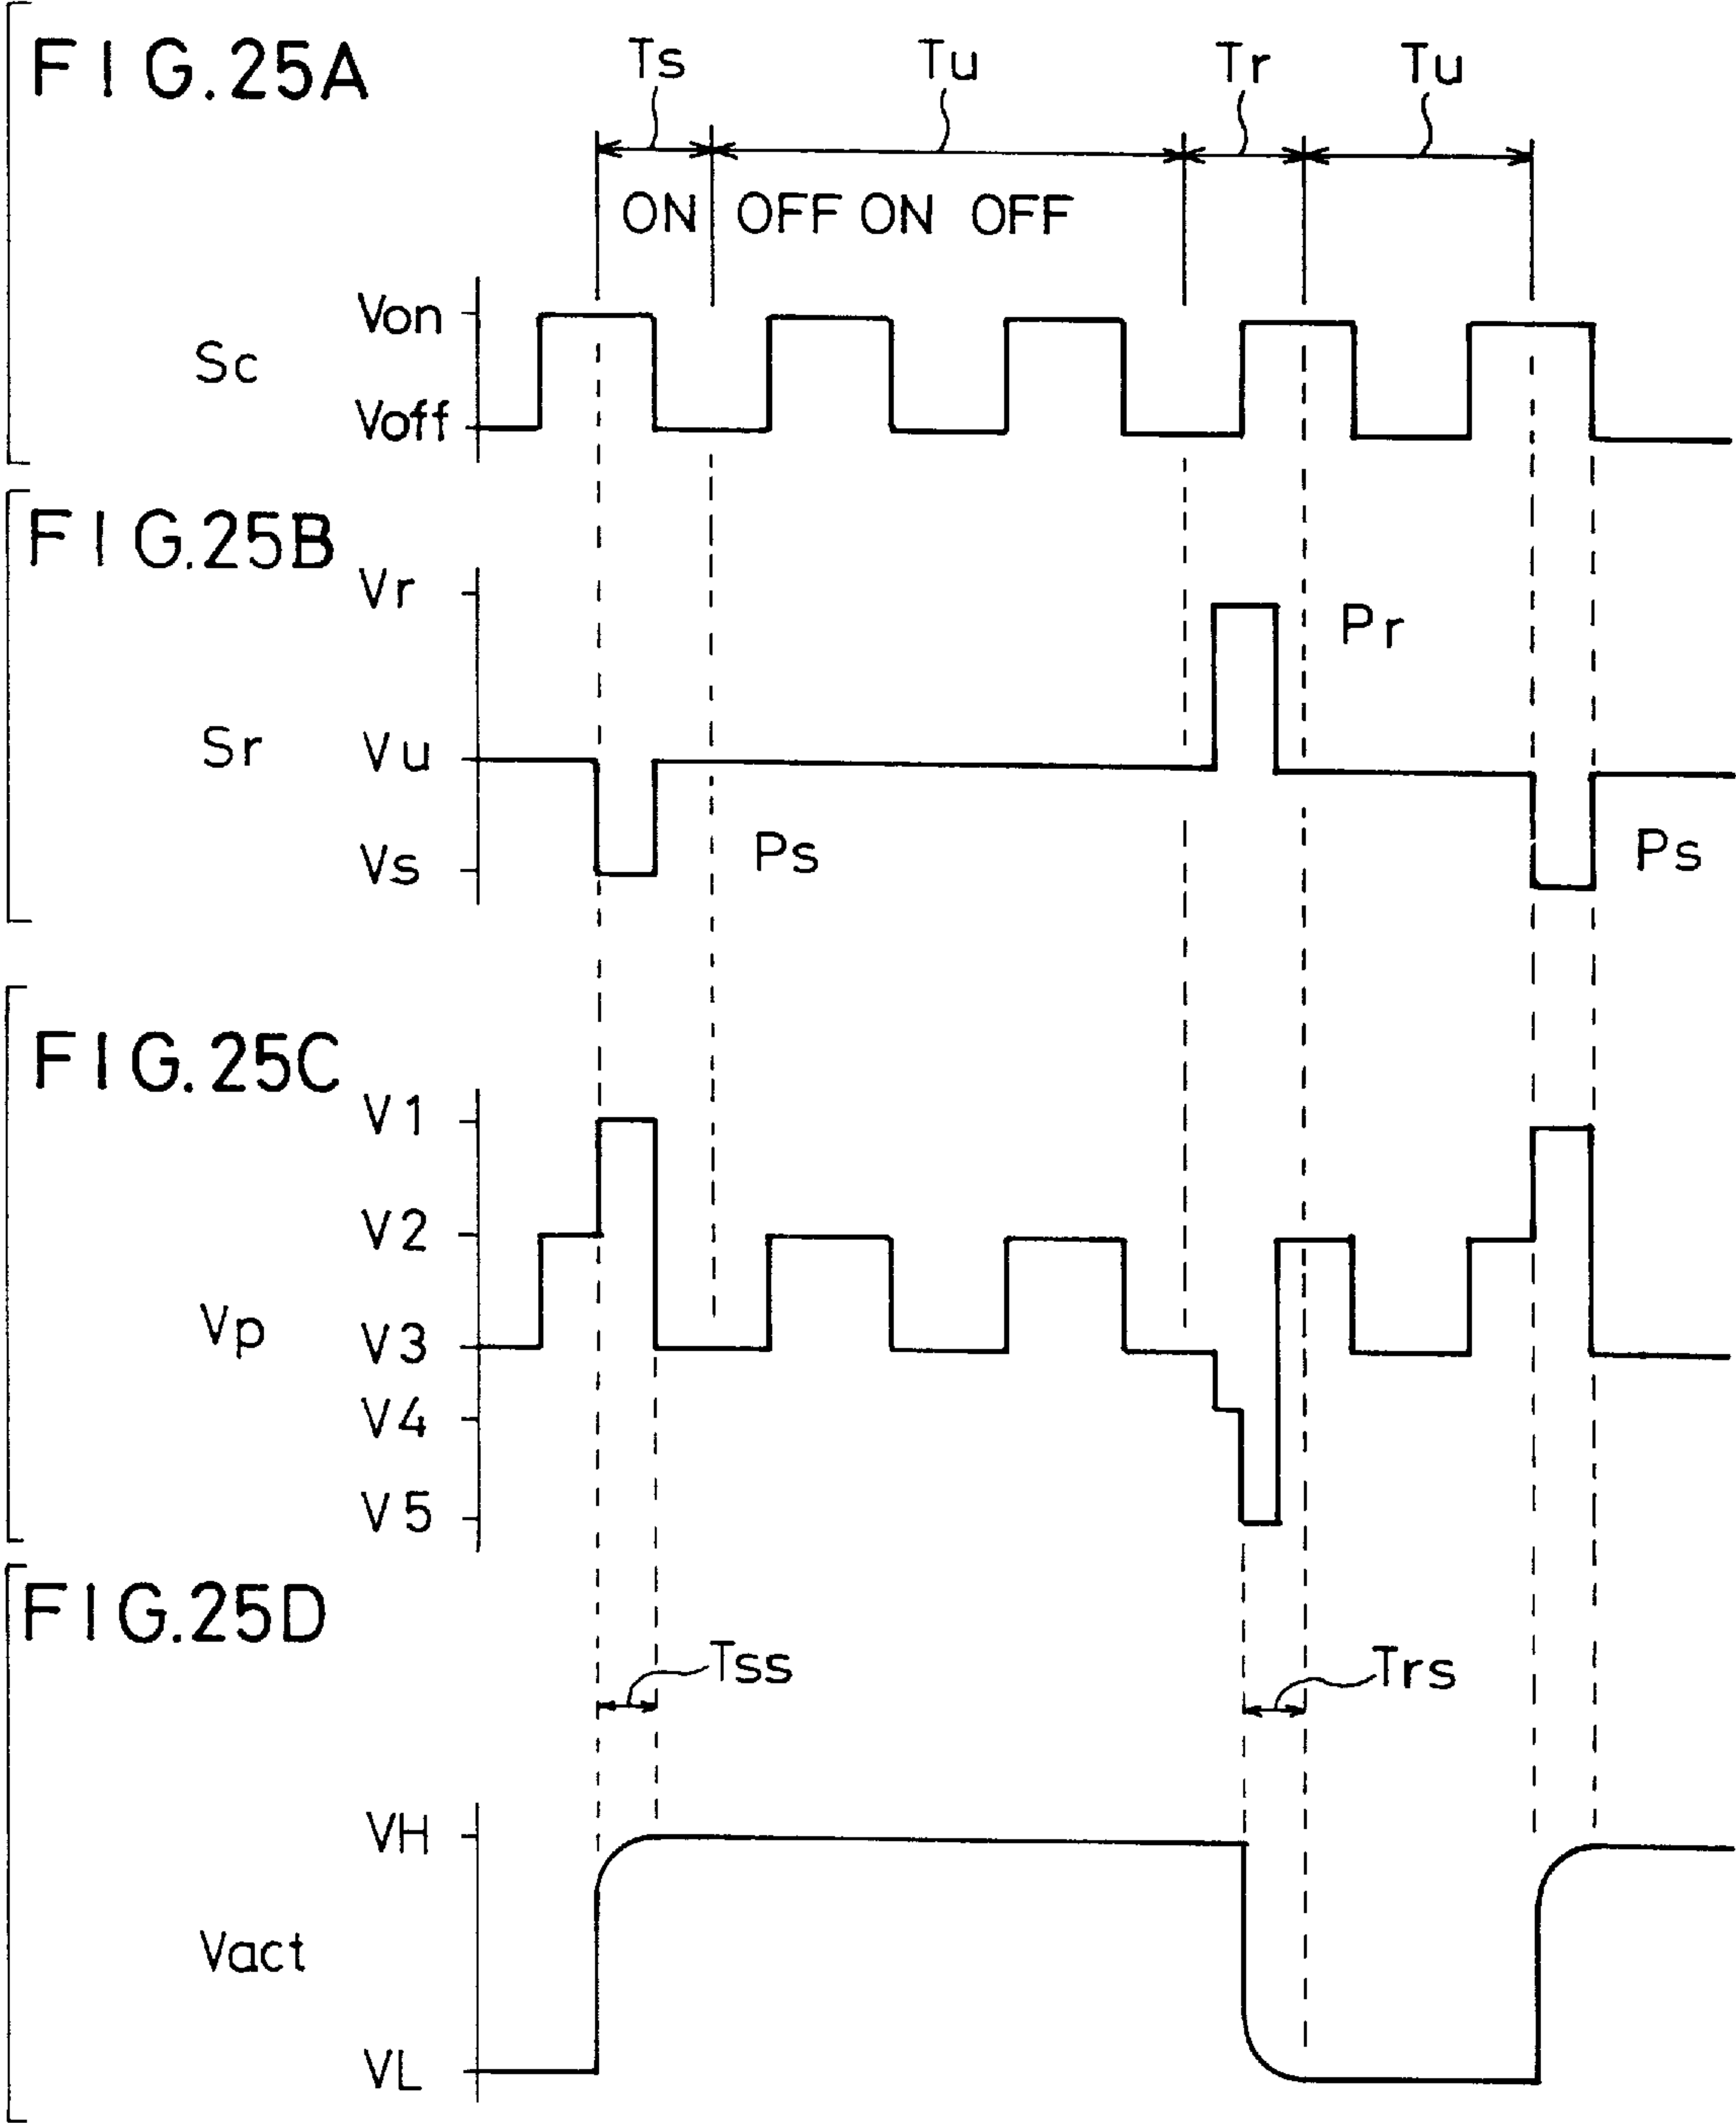 FIG.25A
Ts Tu Tr Tu
ON OFF ON OFF
Von
Sc
Voff
FIG.25B
Vr
Pr
Sr Vu
Vs Ps Ps
FIG.25C
V1
V2
Vp V3
V4
V5
FIG.25D
Tss Trs
VH
Vact
VL